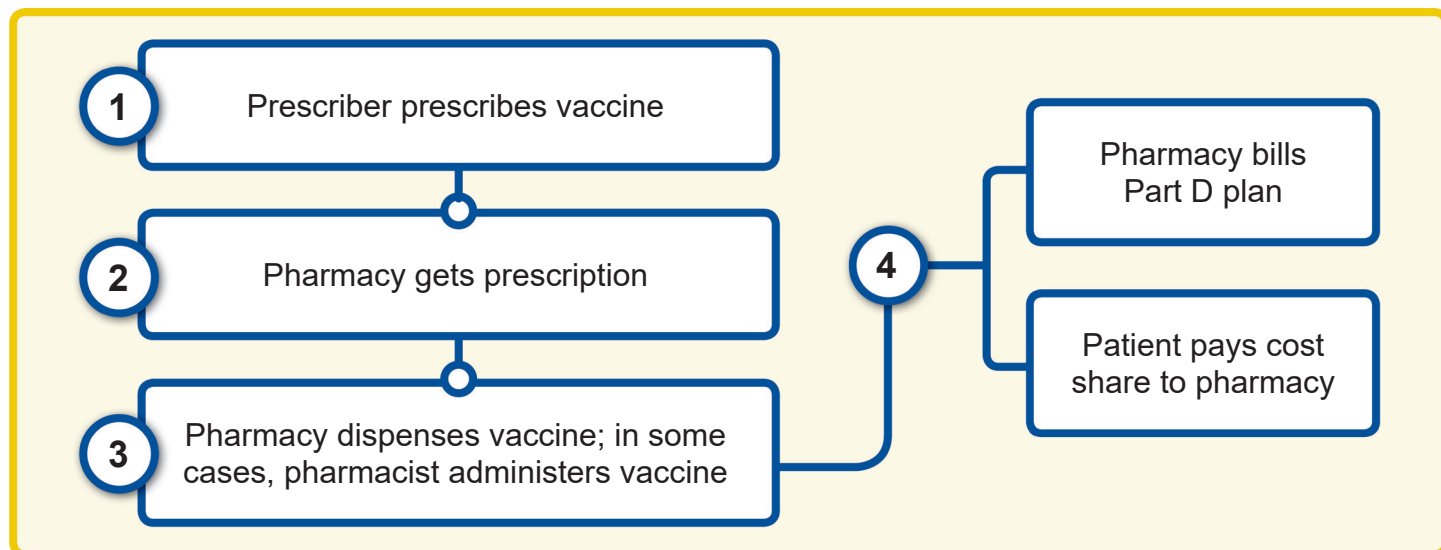 1
Prescriber prescribes vaccine
2
Pharmacy gets prescription
3
Pharmacy dispenses vaccine; in some
cases, pharmacist administers vaccine
4
Pharmacy bills
Part D plan
Patient pays cost
share to pharmacy